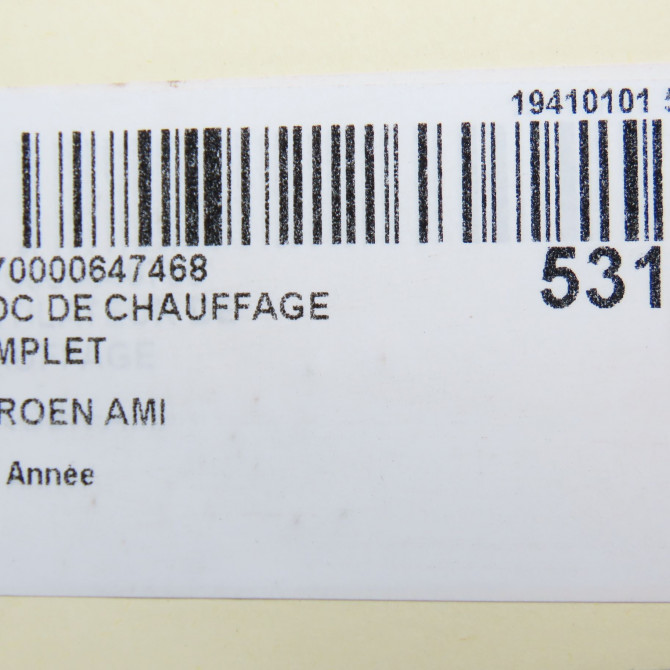 19410101 5
70000647468
531
OC DE CHAUFFAGE
MPLET
ROEN AMI
Année